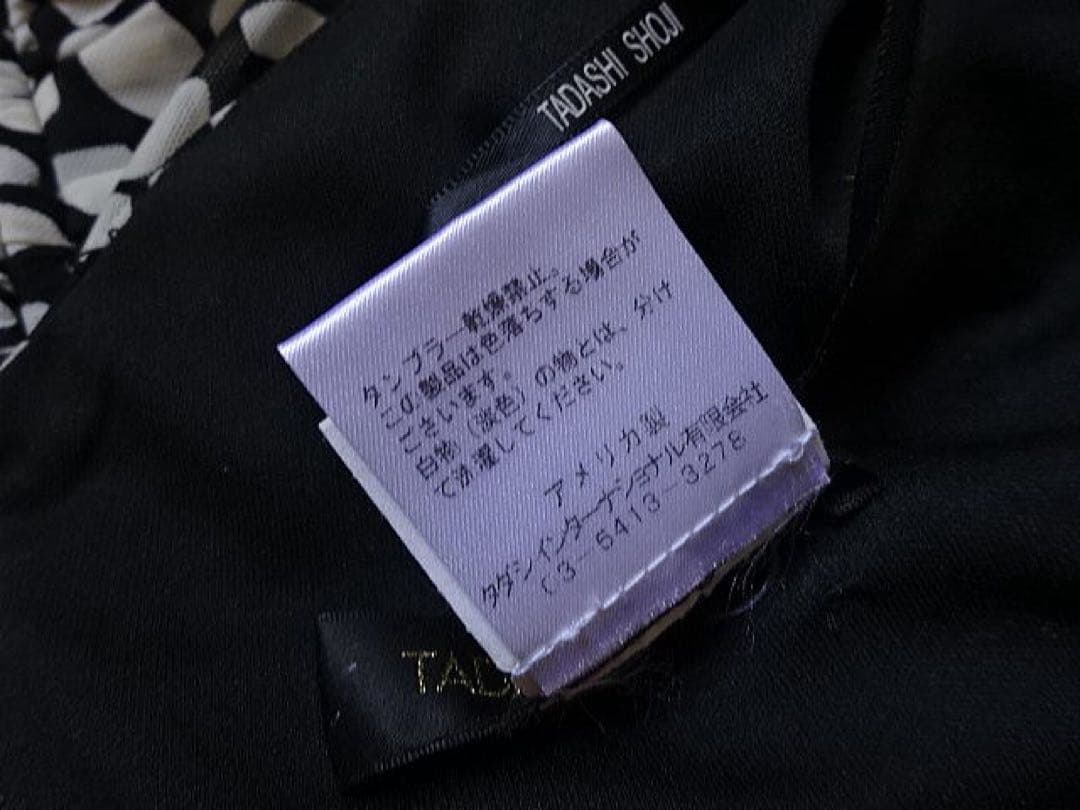 TADASHI SHOJI
タンブラー乾燥禁止。
この製品は色落ちする場合が
ございます。
白物（淡色）の物とは、分け
て洗濯してください。
アメリカ製
タダシインターナショナル有限会社
TAD